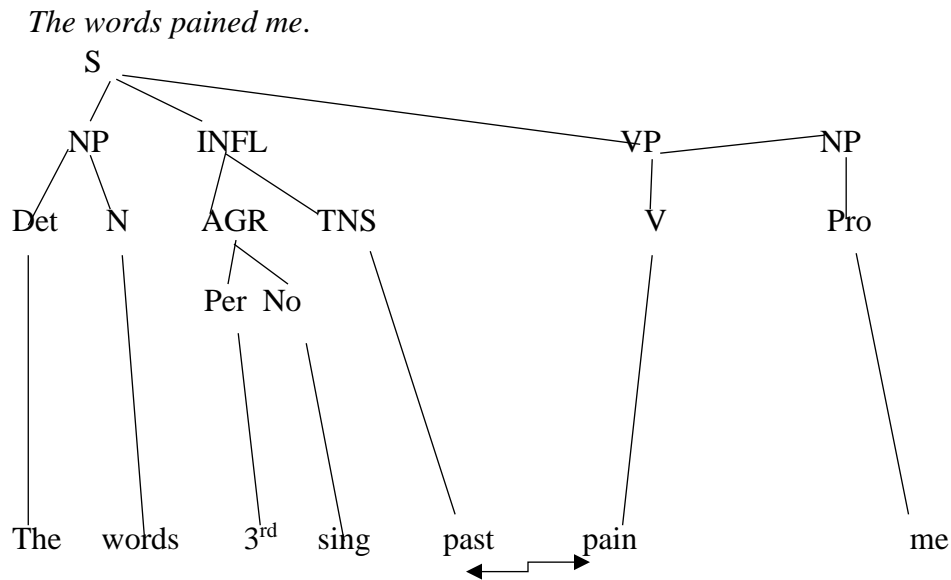 The words pained me.
S
NP INFL VP NP
Det N AGR TNS V Pro
Per No
The words 3rd sing past pain me